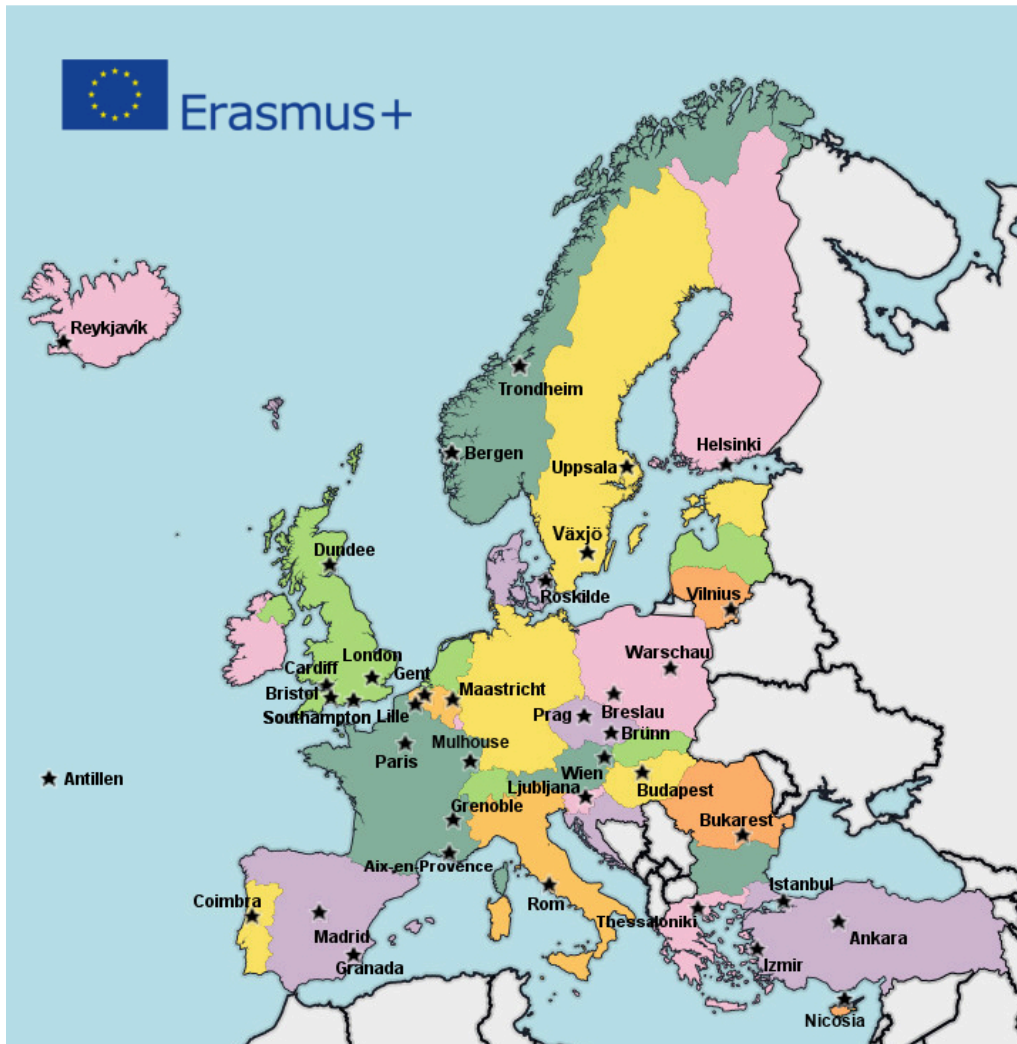 Erasmus+
Reykjavík
Trondheim
Bergen
Helsinki
Uppsala
Växjö
Dundee
Roskilde
Vilnius
London
Warschau
Cardiff
Gent
Maastricht
Bristol
Southampton
Lille
Breslau
Prag
Brünn
Mulhouse
Paris
Wien
Antillen
Ljubljana
Budapest
Grenoble
Bukarest
Aix-en-Provence
Istanbul
Coimbra
Rom
Thessaloniki
Madrid
Ankara
Granada
Izmir
Nicosia